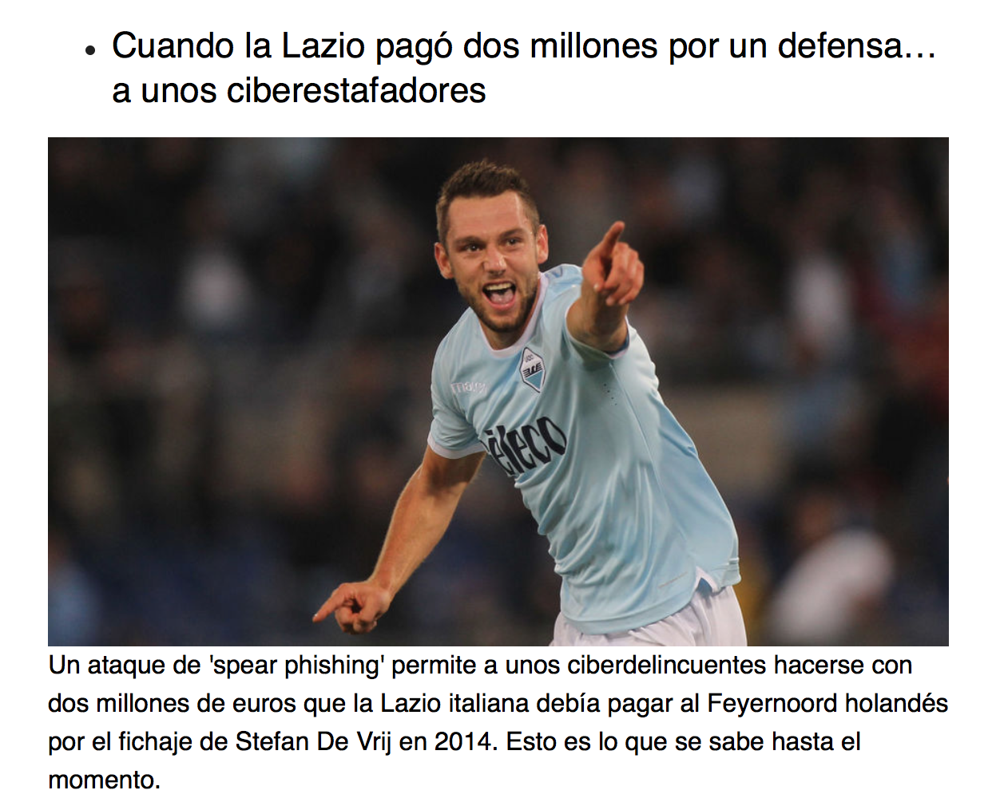 Cuando la Lazio pagó dos millones por un defensa…
a unos ciberestafadores
Un ataque de 'spear phishing' permite a unos ciberdelincuentes hacerse con
dos millones de euros que la Lazio italiana debía pagar al Feyernoord holandés
por el fichaje de Stefan De Vrij en 2014. Esto es lo que se sabe hasta el
momento.